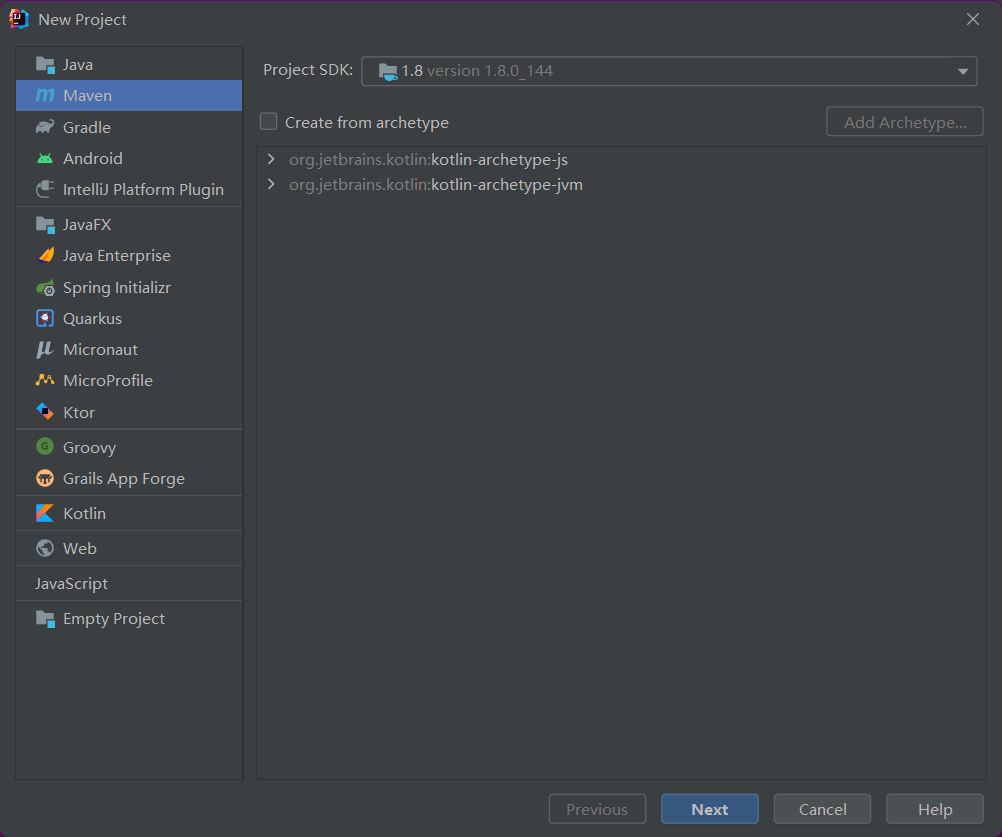 New Project
Java
Maven
Gradle
Android
IntelliJ Platform Plugin
JavaFX
Java Enterprise
Spring Initializr
Quarkus
Micronaut
MicroProfile
Ktor
Groovy
Grails App Forge
Kotlin
Web
JavaScript
Empty Project
Project SDK: 1.8 version 1.8.0_144
Create from archetype
Add Archetype...
org.jetbrains.kotlin:kotlin-archetype-js
org.jetbrains.kotlin:kotlin-archetype-jvm
Previous Next Cancel Help